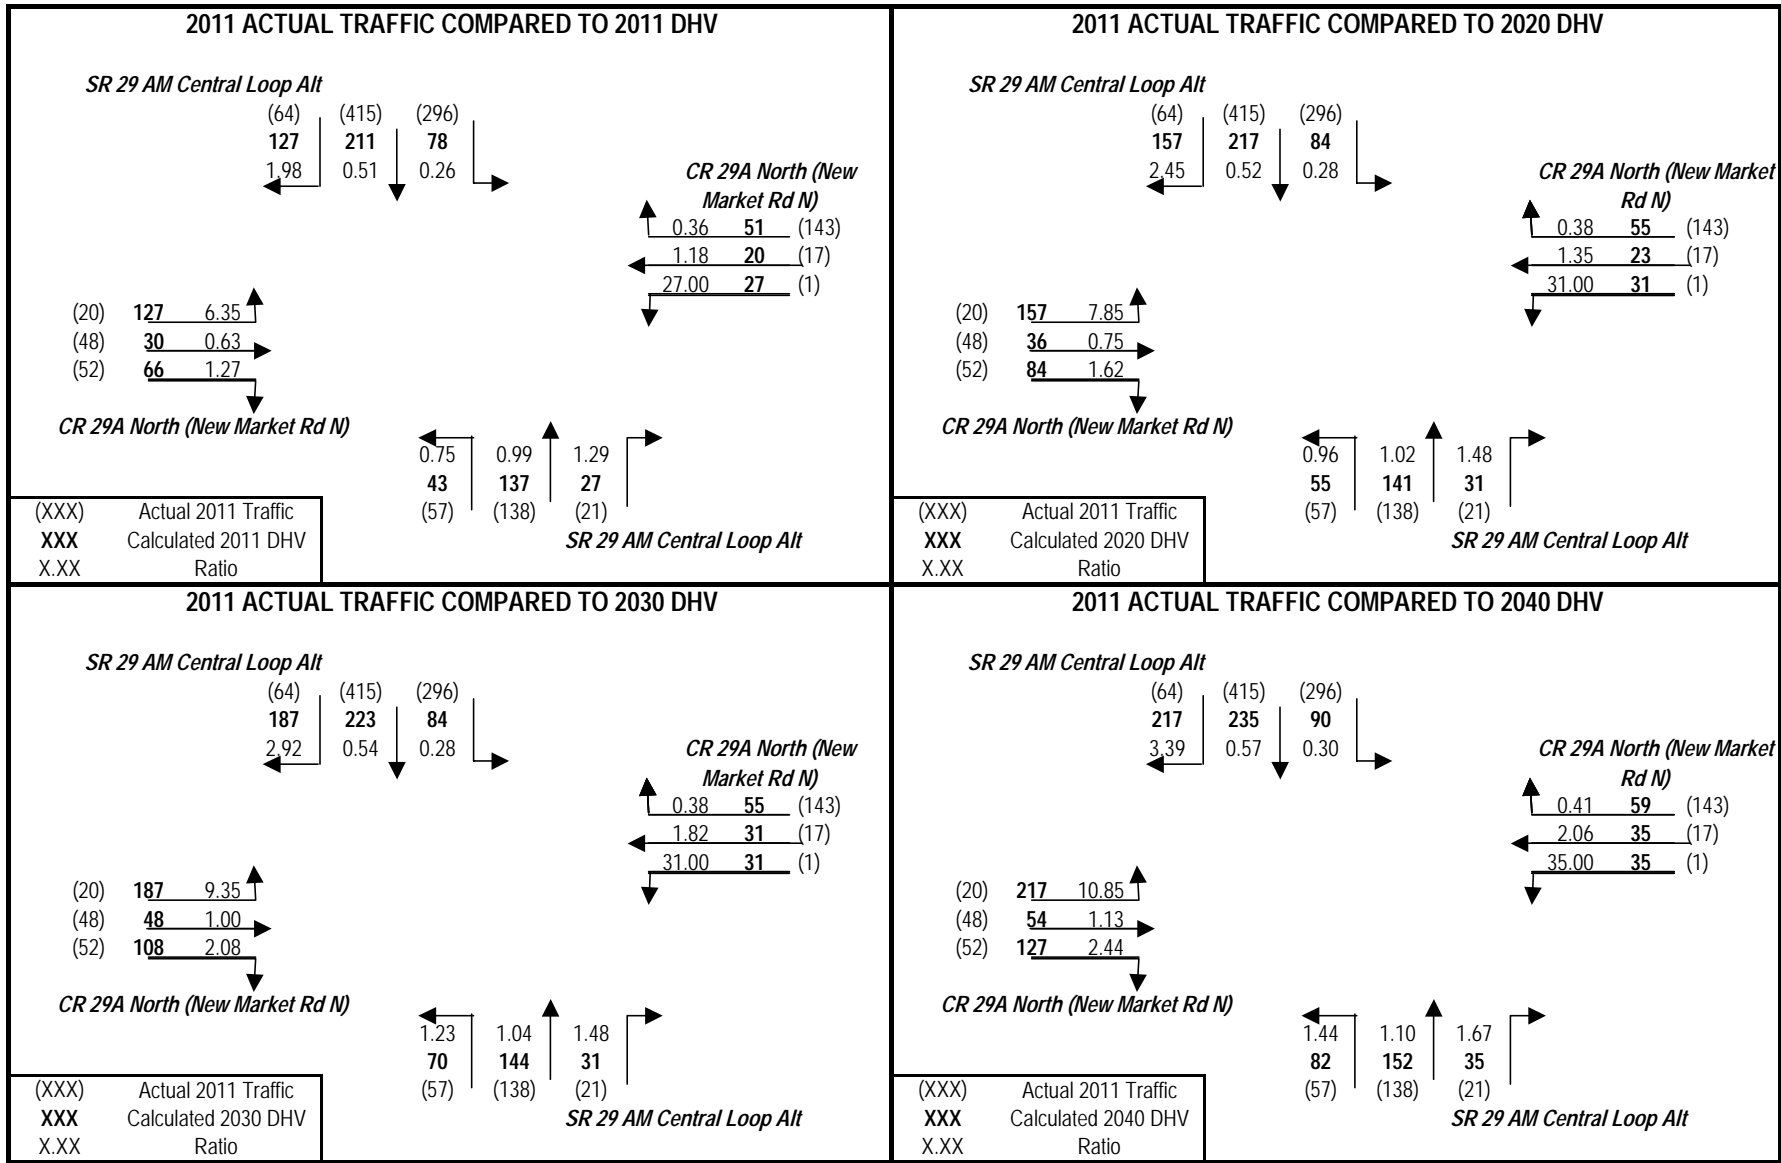 2011 ACTUAL TRAFFIC COMPARED TO 2011 DHV
SR 29 AM Central Loop Alt
(64) (415) (296)
127 211 78
1.98 0.51 0.26
CR 29A North (New
Market Rd N)
0.36 51 (143)
1.18 20 (17)
27.00 27 (1)
(20) 127 6.35
(48) 30 0.63
(52) 66 1.27
CR 29A North (New Market Rd N)
0.75 0.99 1.29
43 137 27
(57) (138) (21)
SR 29 AM Central Loop Alt
(XXX) Actual 2011 Traffic
XXX Calculated 2011 DHV
X.XX Ratio
2011 ACTUAL TRAFFIC COMPARED TO 2020 DHV
SR 29 AM Central Loop Alt
(64) (415) (296)
157 217 84
2.45 0.52 0.28
CR 29A North (New Market
Rd N)
0.38 55 (143)
1.35 23 (17)
31.00 31 (1)
(20) 157 7.85
(48) 36 0.75
(52) 84 1.62
CR 29A North (New Market Rd N)
0.96 1.02 1.48
55 141 31
(57) (138) (21)
SR 29 AM Central Loop Alt
(XXX) Actual 2011 Traffic
XXX Calculated 2020 DHV
X.XX Ratio
2011 ACTUAL TRAFFIC COMPARED TO 2030 DHV
SR 29 AM Central Loop Alt
(64) (415) (296)
187 223 84
2.92 0.54 0.28
CR 29A North (New
Market Rd N)
0.38 55 (143)
1.82 31 (17)
31.00 31 (1)
(20) 187 9.35
(48) 48 1.00
(52) 108 2.08
CR 29A North (New Market Rd N)
1.23 1.04 1.48
70 144 31
(57) (138) (21)
SR 29 AM Central Loop Alt
(XXX) Actual 2011 Traffic
XXX Calculated 2030 DHV
X.XX Ratio
2011 ACTUAL TRAFFIC COMPARED TO 2040 DHV
SR 29 AM Central Loop Alt
(64) (415) (296)
217 235 90
3.39 0.57 0.30
CR 29A North (New Market
Rd N)
0.41 59 (143)
2.06 35 (17)
35.00 35 (1)
(20) 217 10.85
(48) 54 1.13
(52) 127 2.44
CR 29A North (New Market Rd N)
1.44 1.10 1.67
82 152 35
(57) (138) (21)
SR 29 AM Central Loop Alt
(XXX) Actual 2011 Traffic
XXX Calculated 2040 DHV
X.XX Ratio